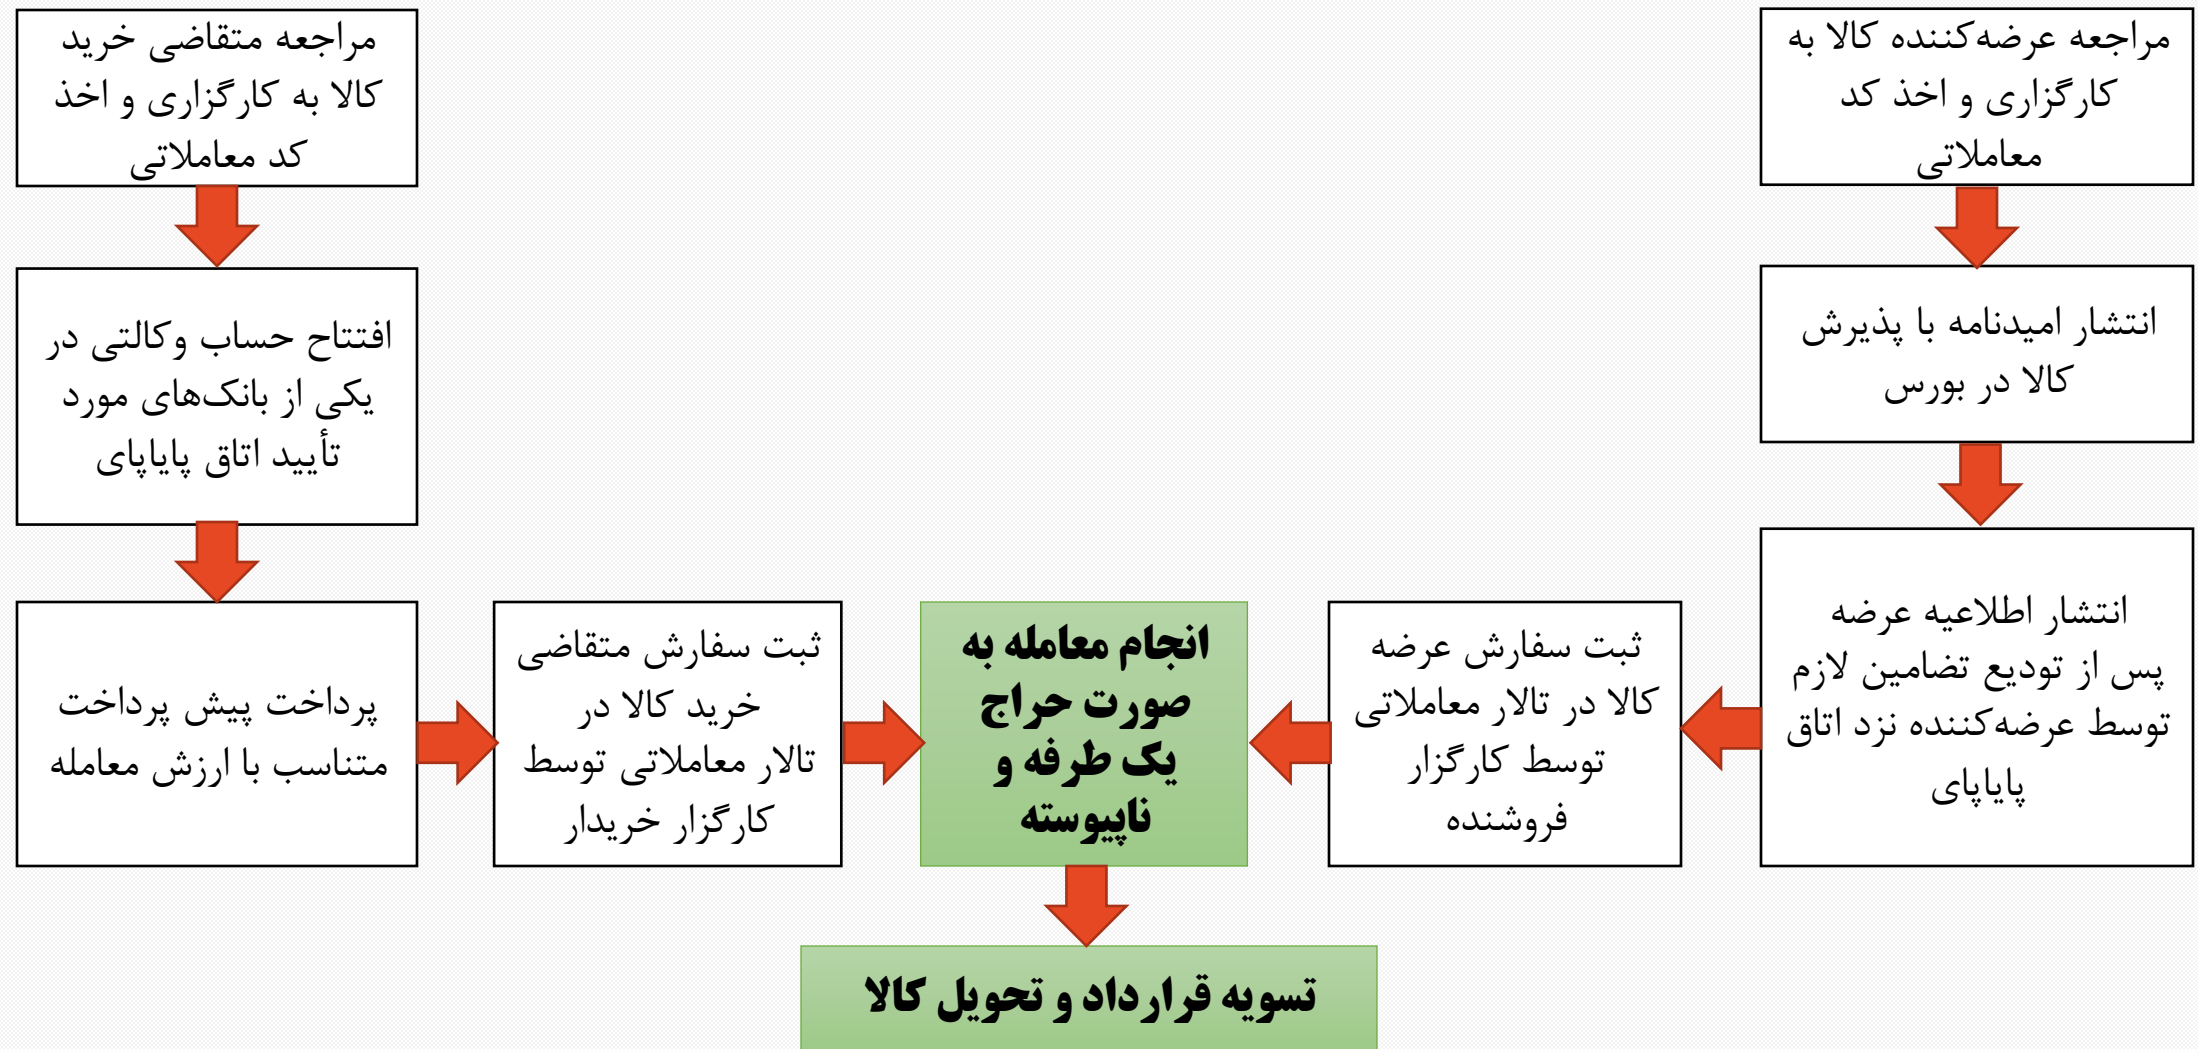 مراجعه عرضه‌کننده کالا به
کارگزاری و اخذ کد
معاملاتی
انتشار امیدنامه با پذیرش
کالا در بورس
انتشار اطلاعیه عرضه
پس از تودیع تضامین لازم
توسط عرضه‌کننده نزد اتاق
پایاپای
ثبت سفارش عرضه
کالا در تالار معاملاتی
توسط کارگزار
فروشنده
مراجعه متقاضی خرید
کالا به کارگزاری و اخذ
کد معاملاتی
افتتاح حساب وکالتی در
یکی از بانک‌های مورد
تأیید اتاق پایاپای
پرداخت پیش پرداخت
متناسب با ارزش معامله
ثبت سفارش متقاضی
خرید کالا در
تالار معاملاتی توسط
کارگزار خریدار
انجام معامله به
صورت حراج
یک طرفه و
ناپیوسته
تسویه قرارداد و تحویل کالا